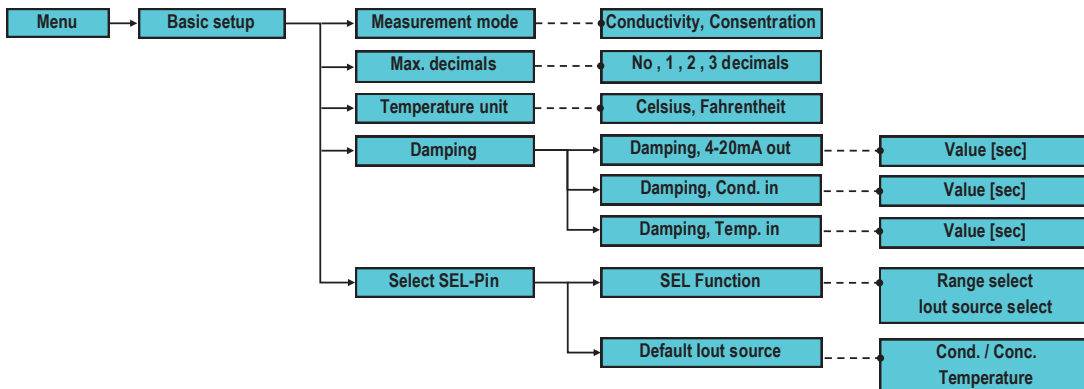 Menu
Basic setup
Measurement mode
Conductivity, Consentration
Max. decimals
No , 1 , 2 , 3 decimals
Temperature unit
Celsius, Fahrentheit
Damping
Damping, 4-20mA out
Value [sec]
Damping, Cond. in
Value [sec]
Damping, Temp. in
Value [sec]
Select SEL-Pin
SEL Function
Range select
Iout source select
Default Iout source
Cond. / Conc.
Temperature